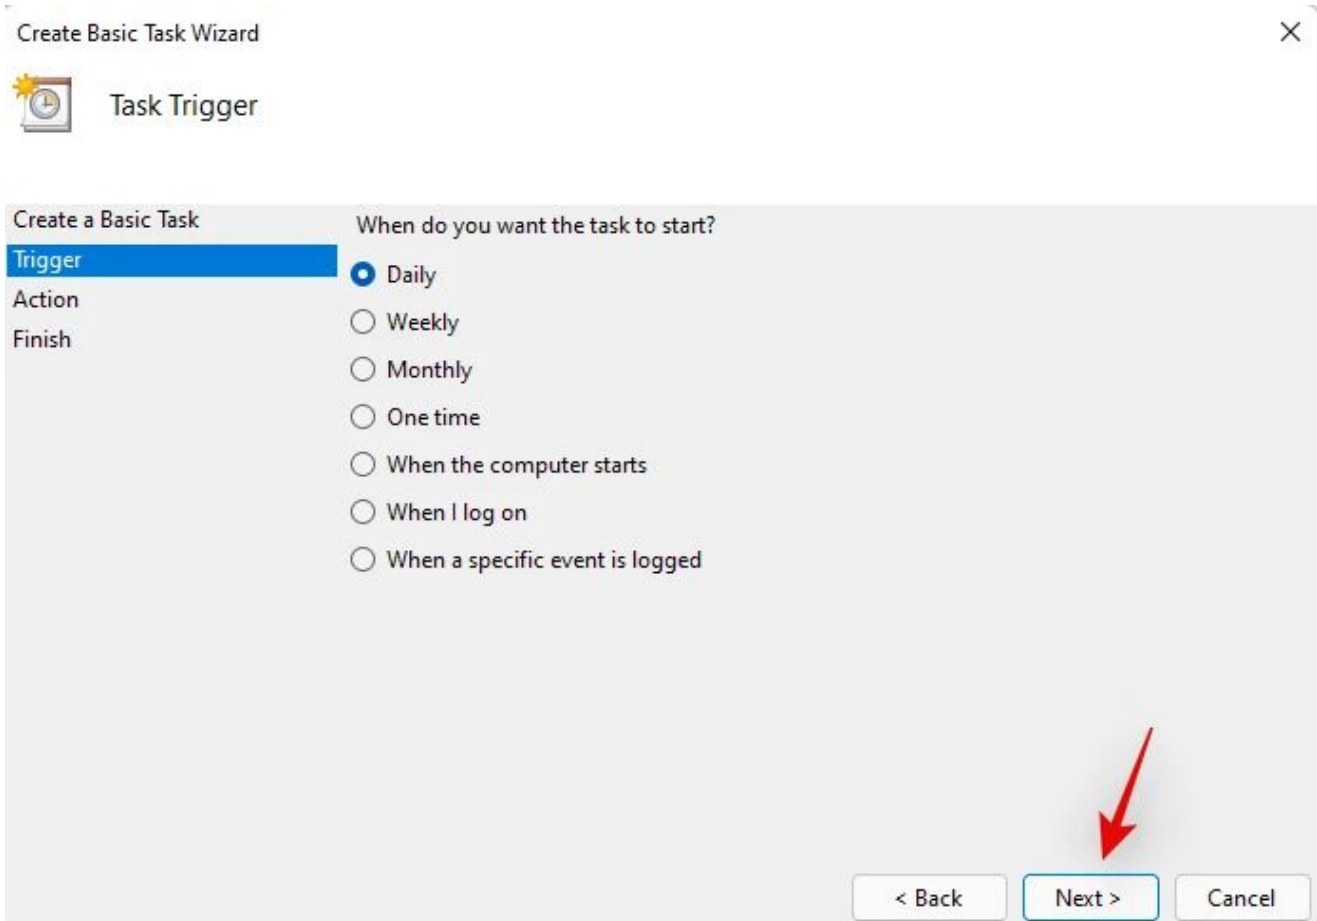 Create Basic Task Wizard
Task Trigger
Create a Basic Task
Trigger
Action
Finish
When do you want the task to start?
Daily
Weekly
Monthly
One time
When the computer starts
When I log on
When a specific event is logged
< Back
Next >
Cancel